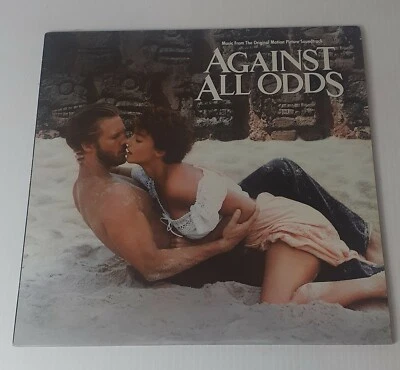 Music From The Original Motion Picture Soundtrack
AGAINST
ALL ODDS